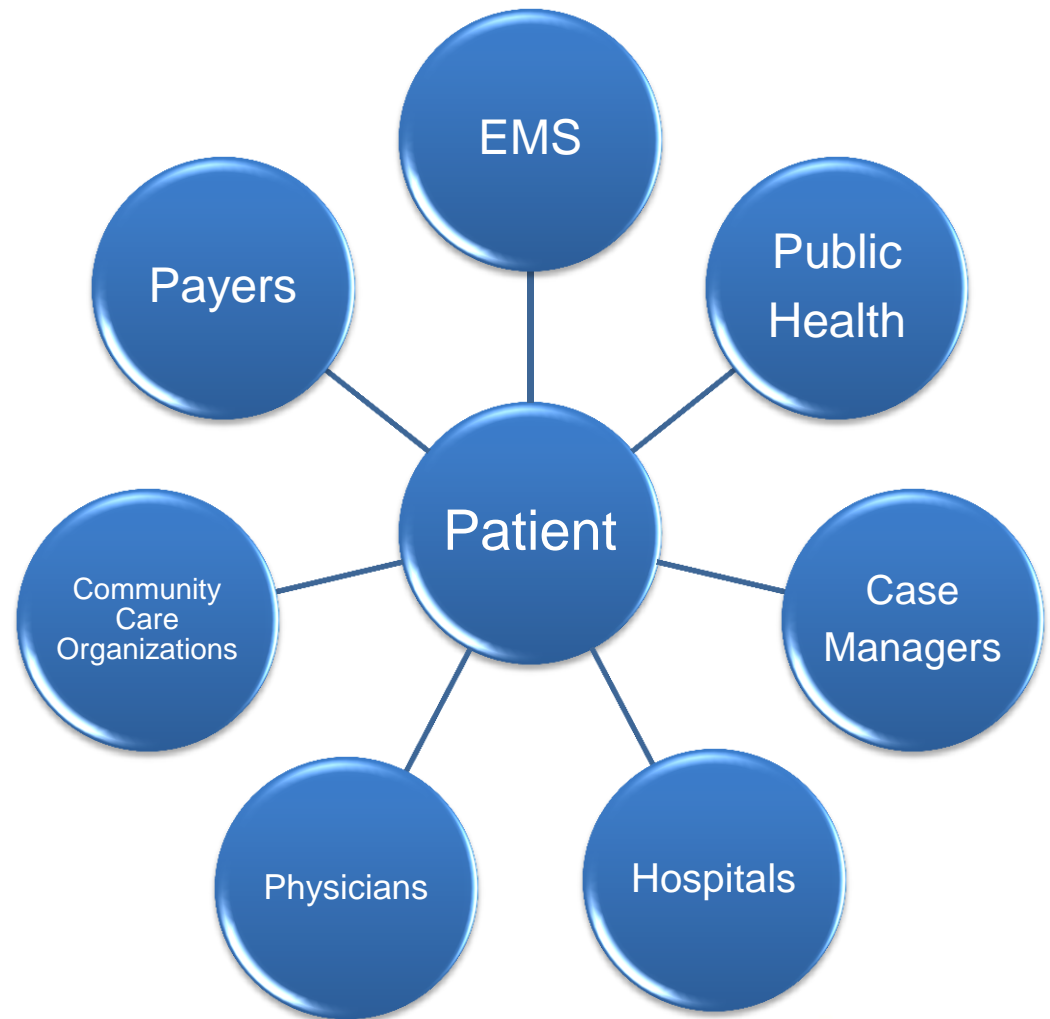 EMS
Public
Health
Payers
Patient
Case
Managers
Community
Care
Organizations
Hospitals
Physicians